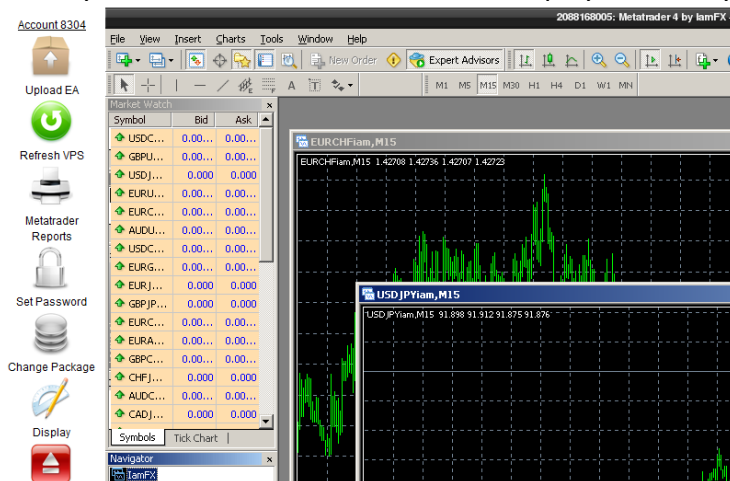 Account 8304
Upload EA
Refresh VPS
Metatrader
Reports
Set Password
Change Package
Display
2088168005: Metatrader 4 by IamFX
File View Insert Charts Tools Window Help
New Order Expert Advisors
A T M1 M5 M15 M30 H1 H4 D1 W1 MN
Market Watch
Symbol Bid Ask
USDC... 0.00... 0.00...
GBPU... 0.00... 0.00...
USDJ... 0.000 0.000
EURU... 0.00... 0.00...
EURC... 0.00... 0.00...
AUDU... 0.00... 0.00...
USDC... 0.00... 0.00...
EURG... 0.00... 0.00...
EURJ... 0.000 0.000
GBPJP... 0.000 0.000
EURC... 0.00... 0.00...
EURA... 0.00... 0.00...
GBPC... 0.00... 0.00...
CHFJ... 0.000 0.000
AUDC... 0.00... 0.00...
CADJ... 0.000 0.000
Symbols Tick Chart
Navigator
IamFX
EURCHFiam,M15
EURCHFiam,M15 1.42708 1.42736 1.42707 1.42723
USDJPYiam,M15
USDJPYiam,M15 91.898 91.912 91.875 91.876